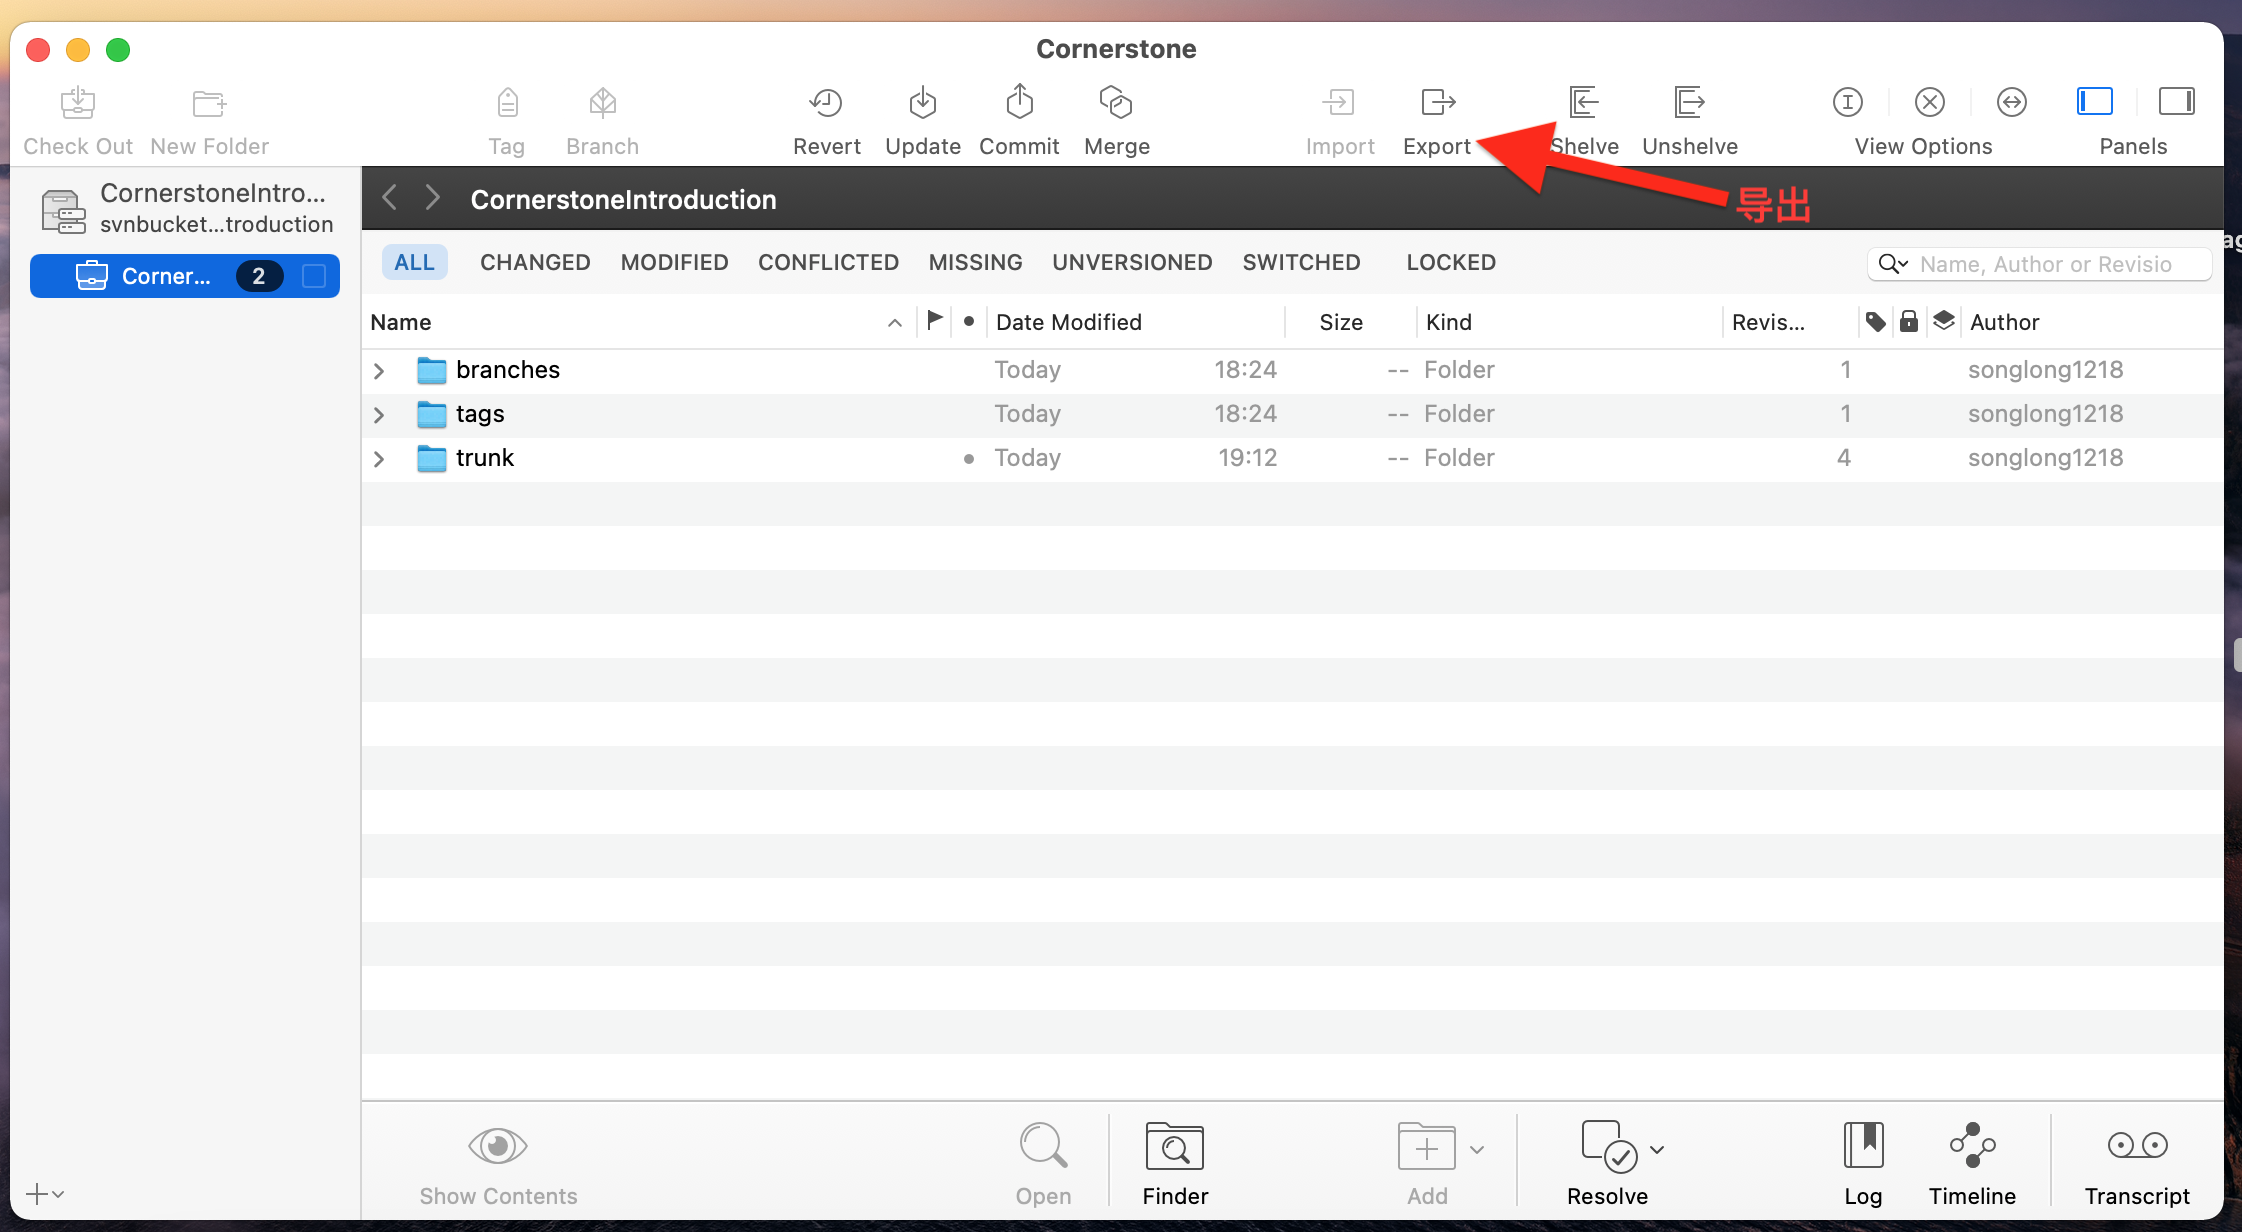 Cornerstone
Check Out New Folder Tag Branch Revert Update Commit Merge Import Export Shelve Unshelve View Options Panels
导出
CornerstoneIntro...
svnbucket...troduction
Corner... 2
CornerstoneIntroduction
ALL CHANGED MODIFIED CONFLICTED MISSING UNVERSIONED SWITCHED LOCKED
Name, Author or Revisio
Name Date Modified Size Kind Revis... Author
branches Today 18:24 -- Folder 1 songlong1218
tags Today 18:24 -- Folder 1 songlong1218
trunk Today 19:12 -- Folder 4 songlong1218
Show Contents Open Finder Add Resolve Log Timeline Transcript